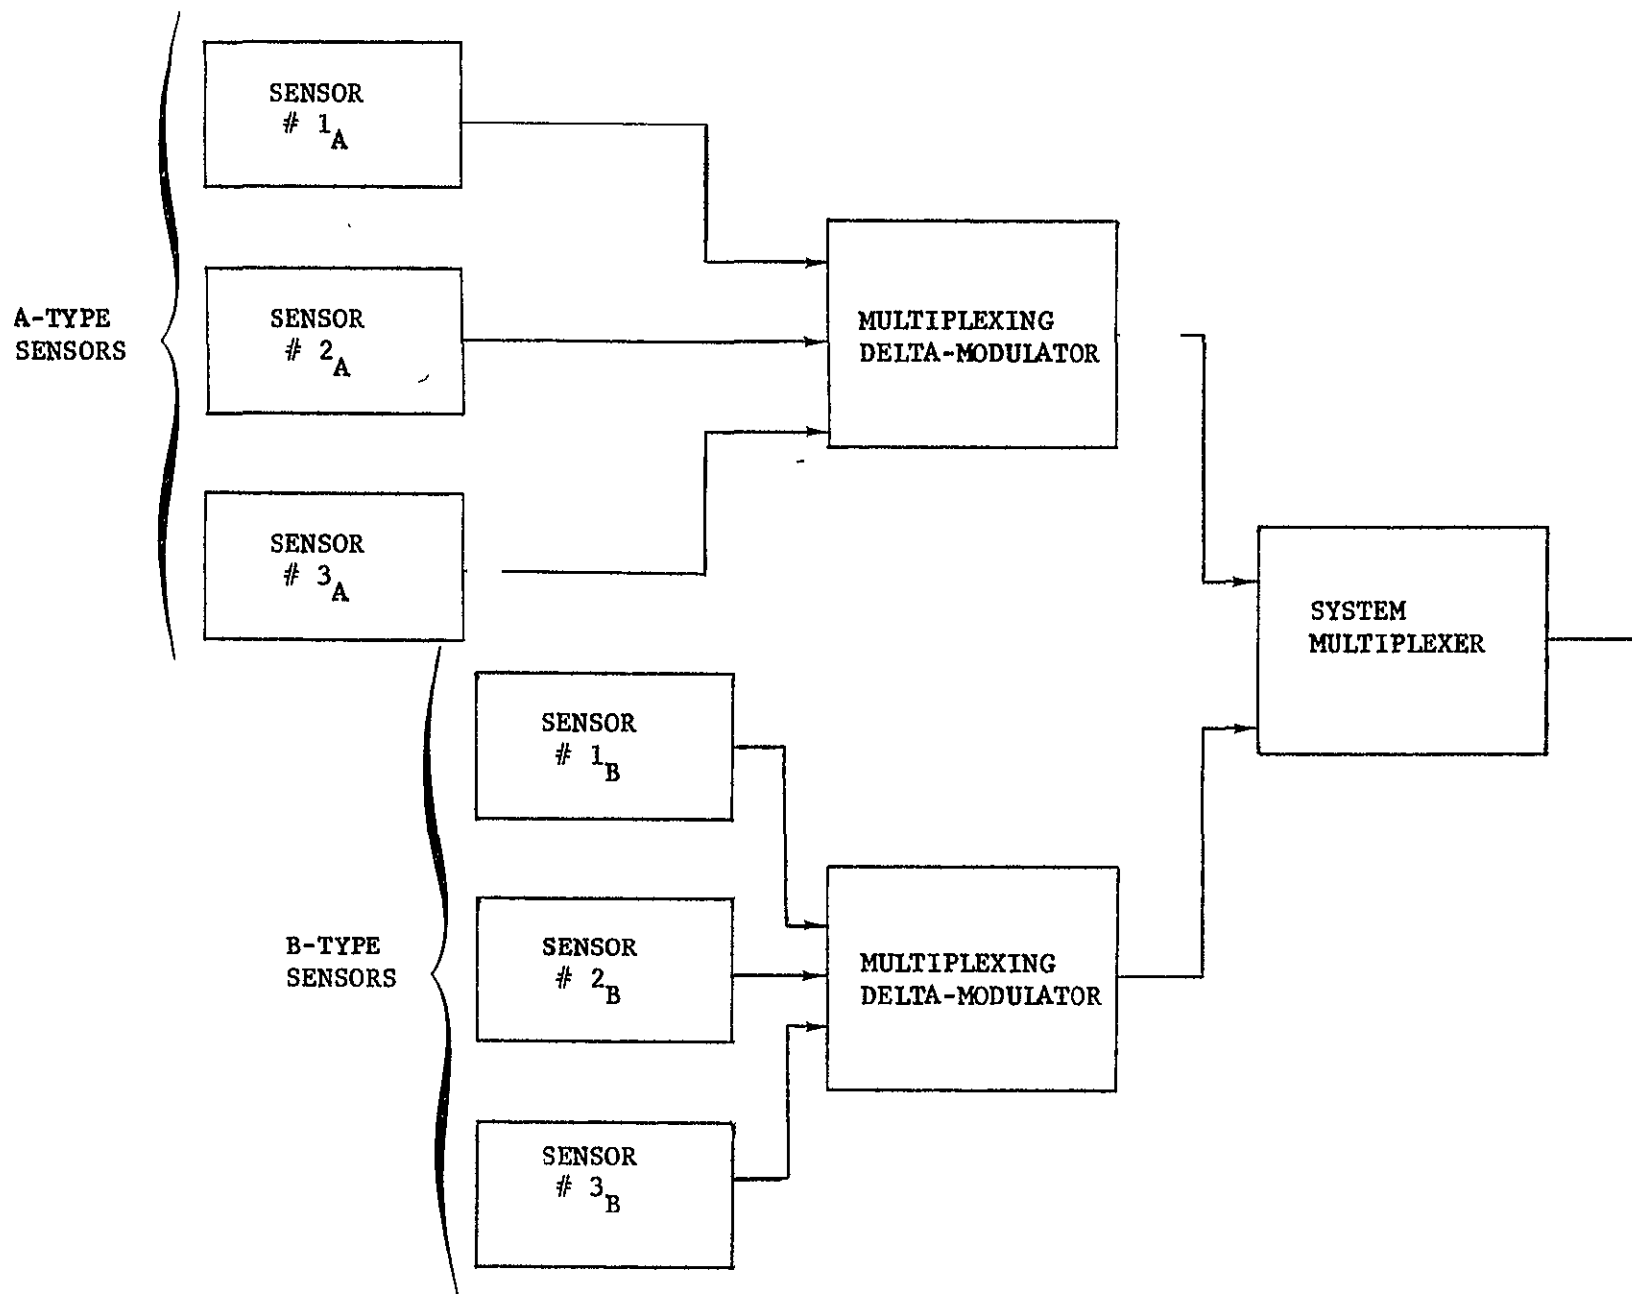 SENSOR
# 1A
A-TYPE
SENSORS
SENSOR
# 2A
SENSOR
# 3A
MULTIPLEXING
DELTA-MODULATOR
SYSTEM
MULTIPLEXER
B-TYPE
SENSORS
SENSOR
# 1B
SENSOR
# 2B
SENSOR
# 3B
MULTIPLEXING
DELTA-MODULATOR